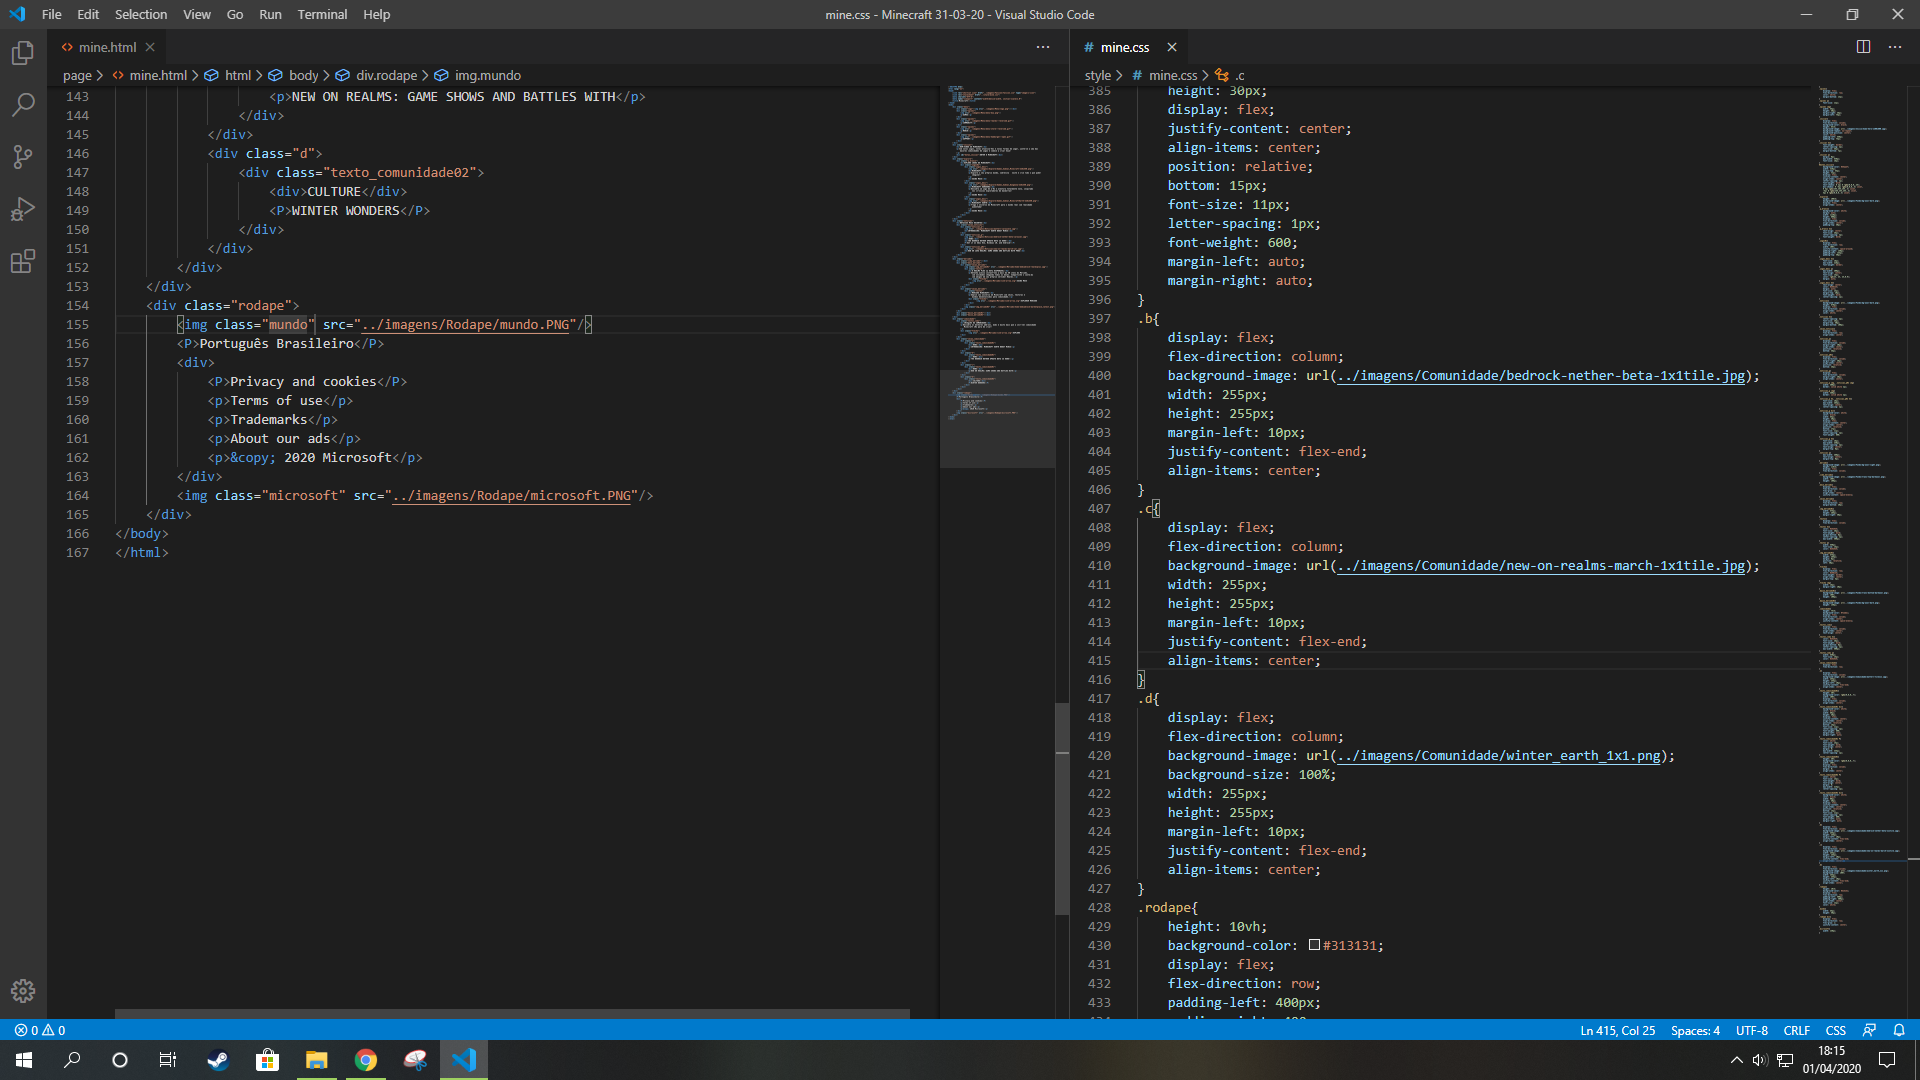 File Edit Selection View Go Run Terminal Help
mine.css - Minecraft 31-03-20 - Visual Studio Code
mine.html
page > mine.html > html > body > div.rodape > img.mundo
143 <p>NEW ON REALMS: GAME SHOWS AND BATTLES WITH</p>
144 </div>
145 </div>
146 <div class="d">
147 <div class="texto_comunidade02">
148 <div>CULTURE</div>
149 <P>WINTER WONDERS</P>
150 </div>
151 </div>
152 </div>
153 </div>
154 <div class="rodape">
155 <img class="mundo" src="../imagens/Rodape/mundo.PNG"/>
156 <P>Português Brasileiro</P>
157 <div>
158 <P>Privacy and cookies</P>
159 <p>Terms of use</p>
160 <p>Trademarks</p>
161 <p>About our ads</p>
162 <p>&copy; 2020 Microsoft</p>
163 </div>
164 <img class="microsoft" src="../imagens/Rodape/microsoft.PNG"/>
165 </div>
166 </body>
167 </html>
# mine.css
style > # mine.css > .c
385 height: 30px;
386 display: flex;
387 justify-content: center;
388 align-items: center;
389 position: relative;
390 bottom: 15px;
391 font-size: 11px;
392 letter-spacing: 1px;
393 font-weight: 600;
394 margin-left: auto;
395 margin-right: auto;
396 }
397 .b{
398 display: flex;
399 flex-direction: column;
400 background-image: url(../imagens/Comunidade/bedrock-nether-beta-1x1tile.jpg);
401 width: 255px;
402 height: 255px;
403 margin-left: 10px;
404 justify-content: flex-end;
405 align-items: center;
406 }
407 .c{
408 display: flex;
409 flex-direction: column;
410 background-image: url(../imagens/Comunidade/new-on-realms-march-1x1tile.jpg);
411 width: 255px;
412 height: 255px;
413 margin-left: 10px;
414 justify-content: flex-end;
415 align-items: center;
416 }
417 .d{
418 display: flex;
419 flex-direction: column;
420 background-image: url(../imagens/Comunidade/winter_earth_1x1.png);
421 background-size: 100%;
422 width: 255px;
423 height: 255px;
424 margin-left: 10px;
425 justify-content: flex-end;
426 align-items: center;
427 }
428 .rodape{
429 height: 10vh;
430 background-color: #313131;
431 display: flex;
432 flex-direction: row;
433 padding-left: 400px;
0 0
Ln 415, Col 25 Spaces: 4 UTF-8 CRLF CSS
18:15
01/04/2020